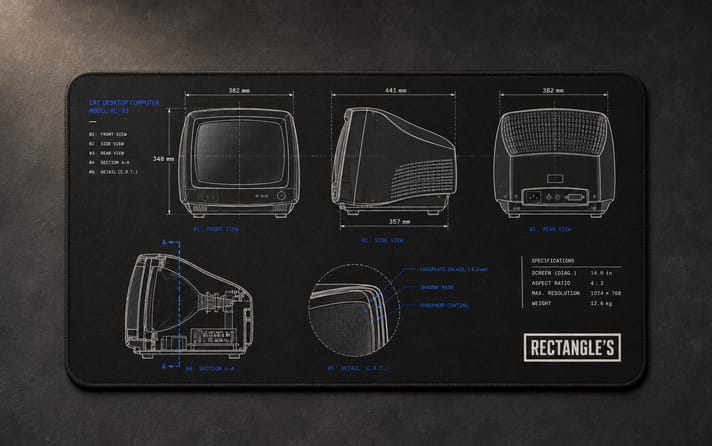 CRT DESKTOP COMPUTER
MODEL RC-93
01: FRONT VIEW
02: SIDE VIEW
03: REAR VIEW
04: SECTION A-A
05: DETAIL (C.R.T.)
382 mm
348 mm
01: FRONT VIEW
441 mm
357 mm
02: SIDE VIEW
382 mm
03: REAR VIEW
A
A
04: SECTION A-A
FACEPLATE (GLASS,
SHADOW MASK
PHOSPHOR COATING
05: DETAIL (C.R.T.)
SPECIFICATIONS
SCREEN (DIAG.) 14.0 in
ASPECT RATIO 4 : 3
MAX. RESOLUTION 1024 × 768
WEIGHT 12.6 kg
RECTANGLE'S